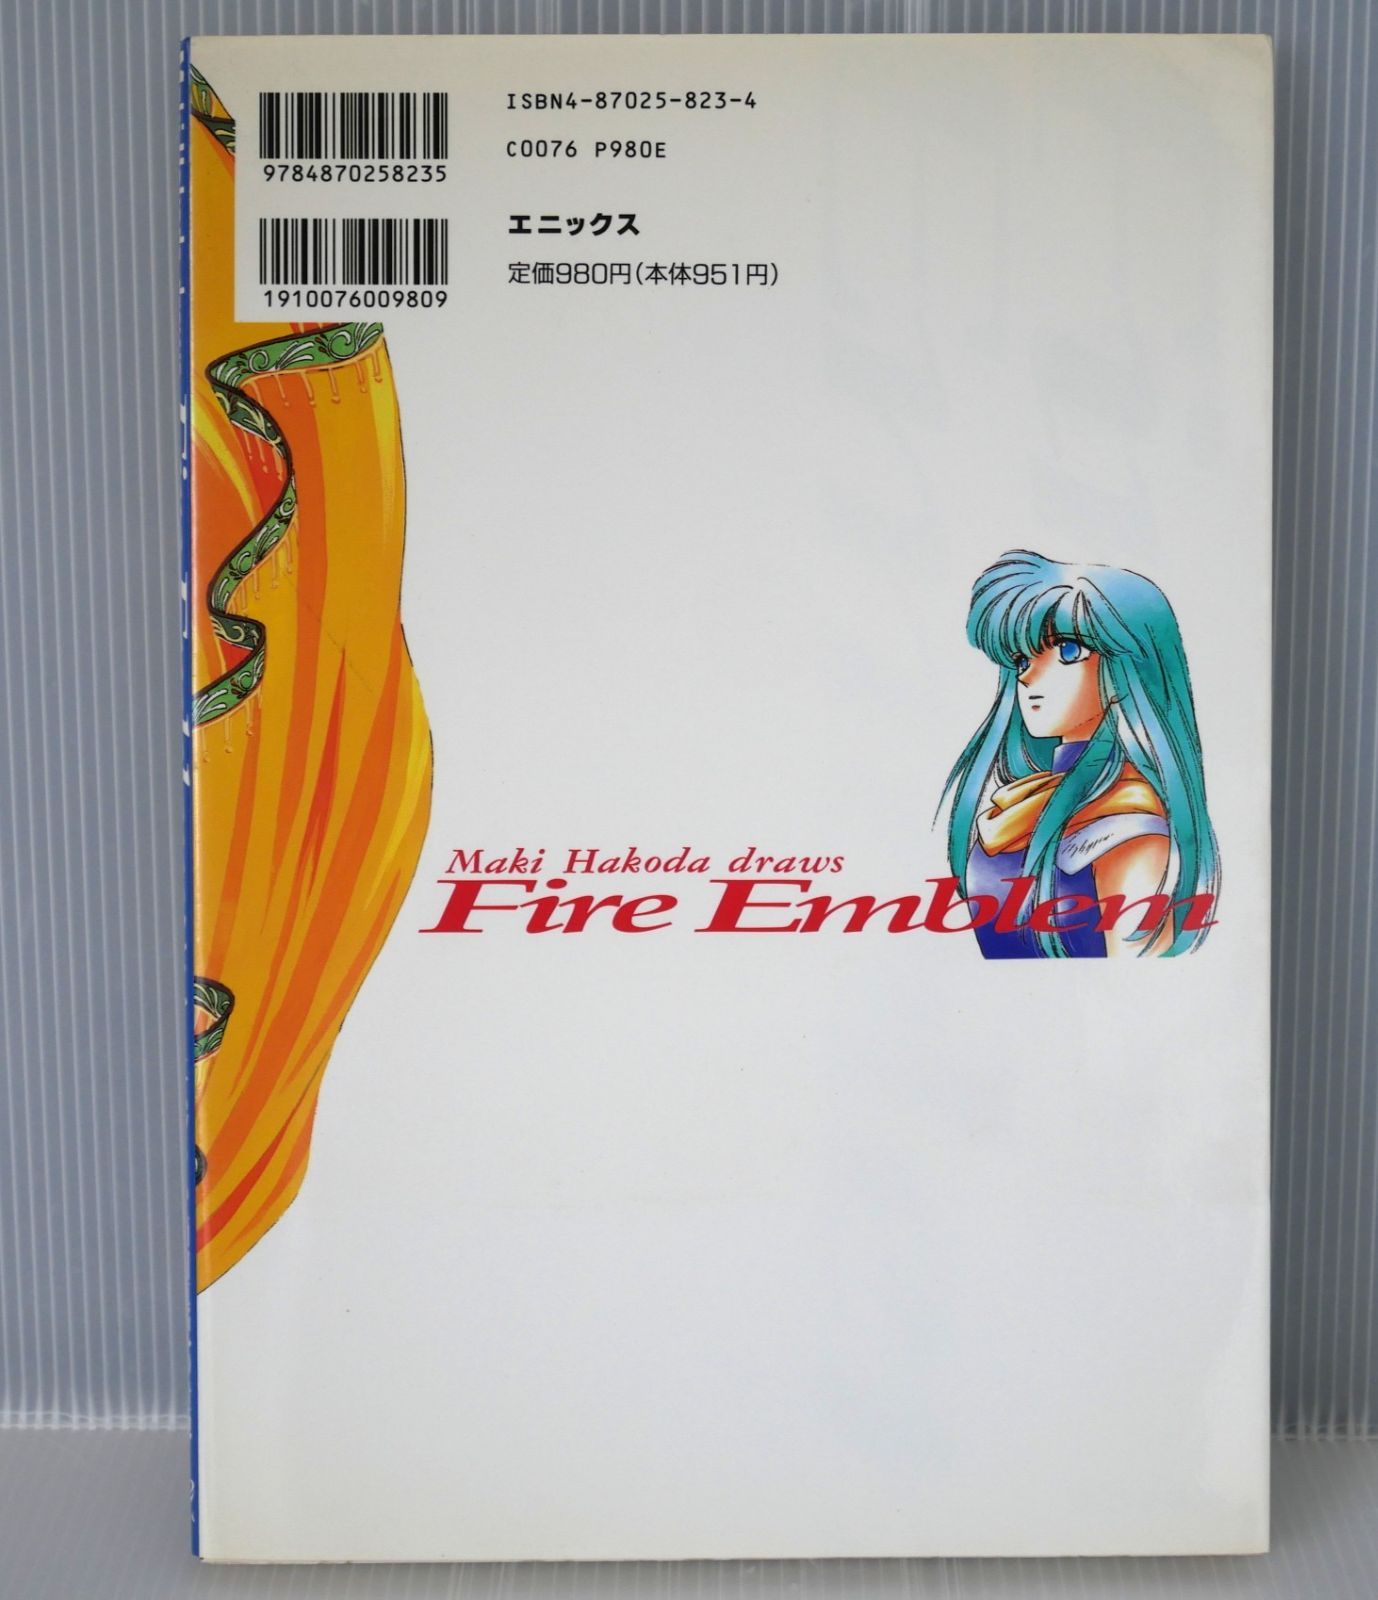 ISBN4-87025-823-4
C0076 P980E
9784870258235
エニックス
定価980円(本体951円)
1910076009809
Maki Hakoda draws
Fire Emblem